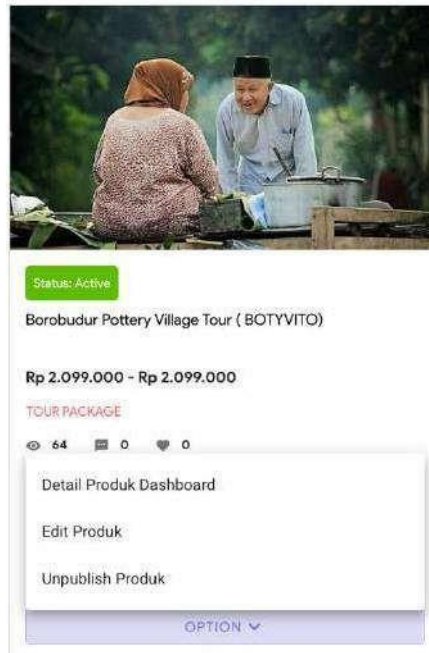 Status: Active
Borobudur Pottery Village Tour ( BOTYVITO)
Rp 2.099.000 - Rp 2.099.000
TOUR PACKAGE
64 0 0
Detail Produk Dashboard
Edit Produk
Unpublish Produk
OPTION